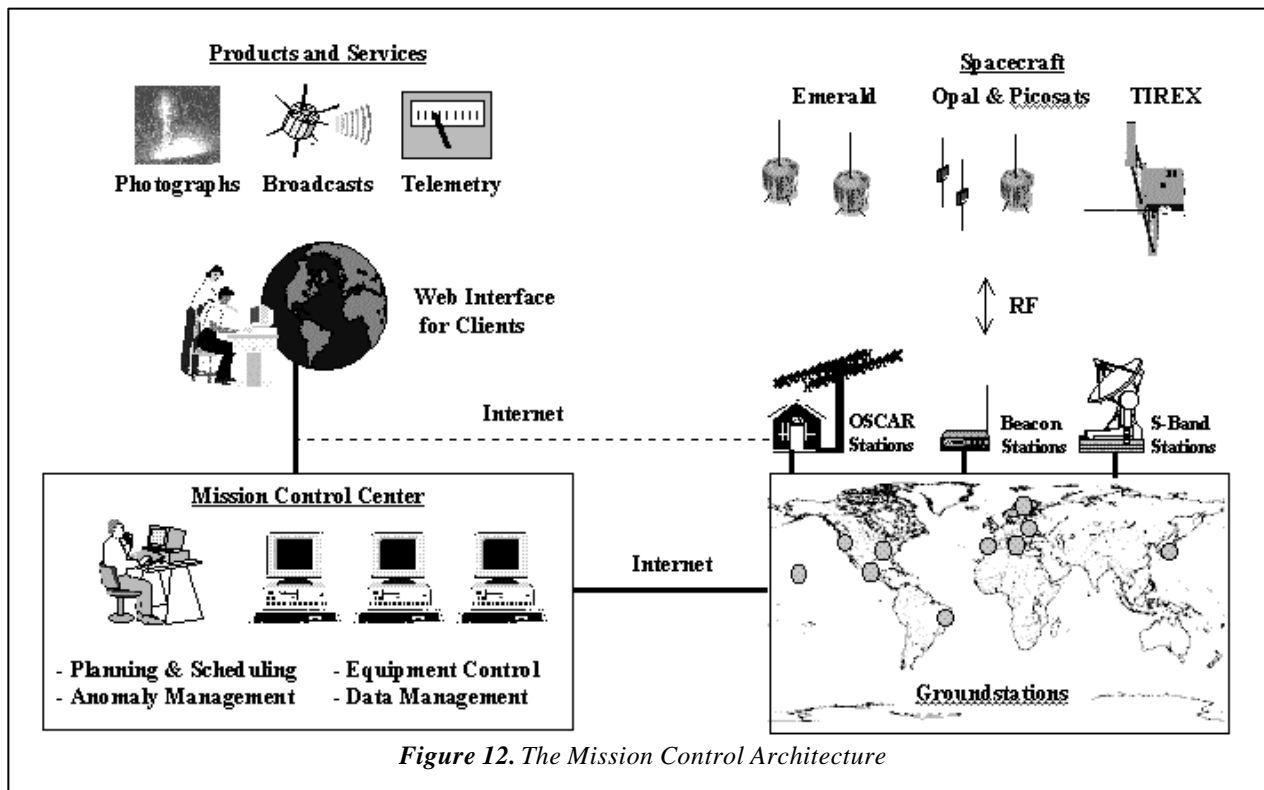 Products and Services
Photographs Broadcasts Telemetry
Spacecraft
Emerald Opal & Picosats TIREX
Web Interface
for Clients
RF
Internet
OSCAR
Stations
Beacon
Stations
S-Band
Stations
Mission Control Center
- Planning & Scheduling - Equipment Control
- Anomaly Management - Data Management
Internet
Groundstations
Figure 12. The Mission Control Architecture